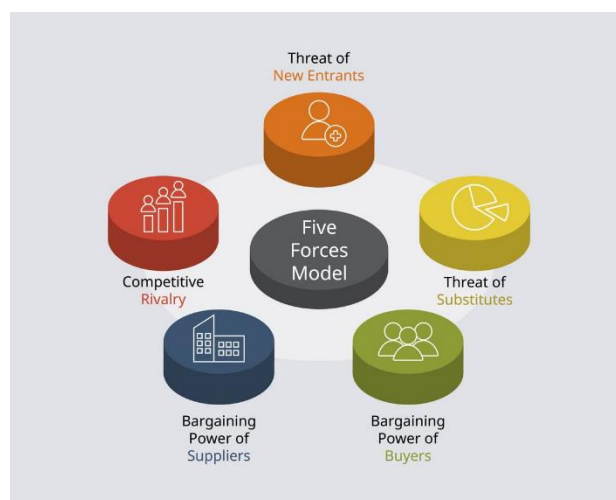 Threat of
New Entrants
Five
Forces
Model
Competitive
Rivalry
Threat of
Substitutes
Bargaining
Power of
Suppliers
Bargaining
Power of
Buyers